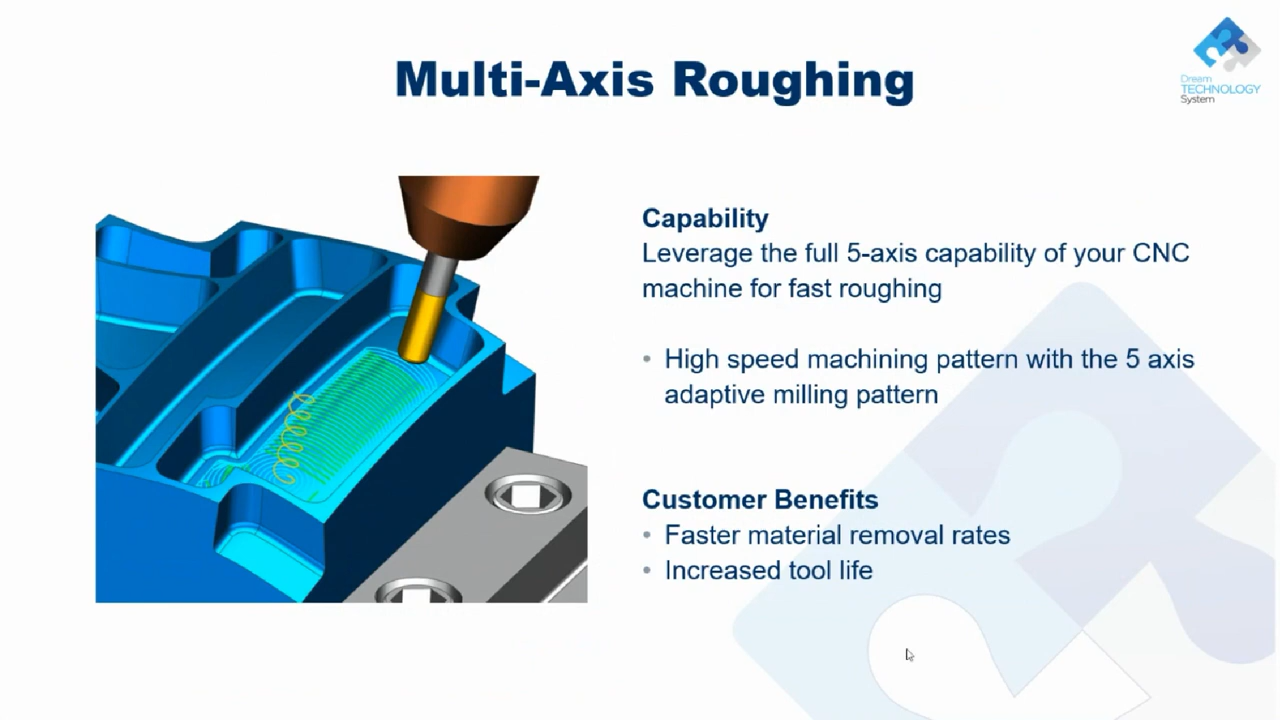 Multi-Axis Roughing
Dream
TECHNOLOGY
System
Capability
Leverage the full 5-axis capability of your CNC
machine for fast roughing
• High speed machining pattern with the 5 axis
adaptive milling pattern
Customer Benefits
• Faster material removal rates
• Increased tool life